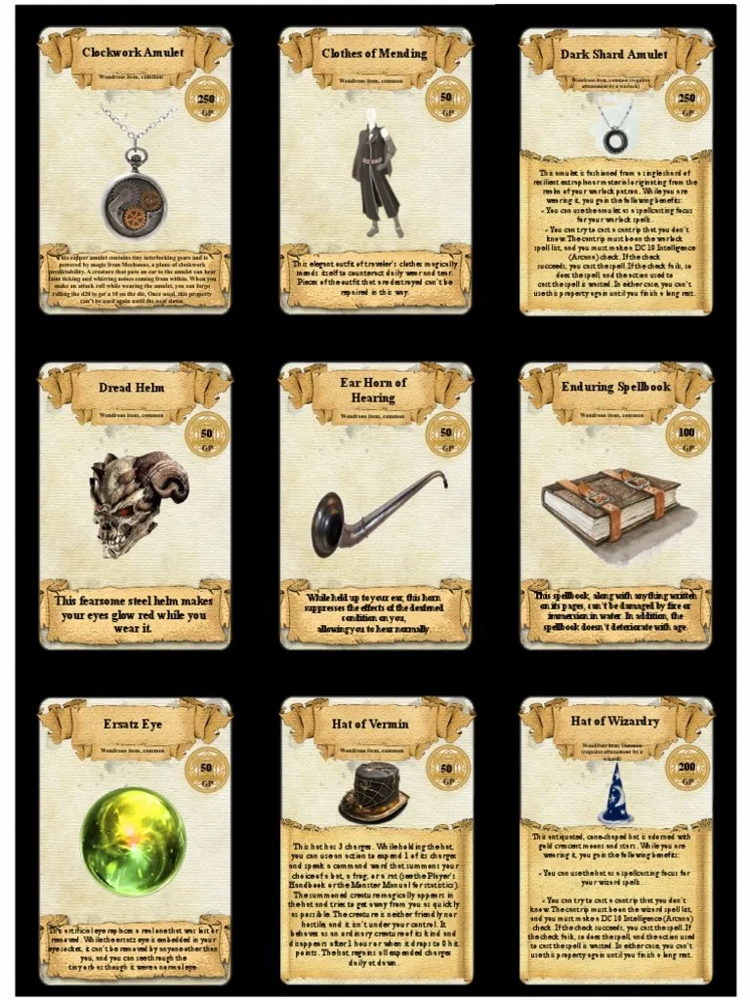 Clockwork Amulet
Wondrous item, common
250
GP
This copper amulet contains tiny interlocking gears and is
powered by magic from Mechanus, a plane of clockwork
predictability. A creature that puts an ear to the amulet can hear
faint ticking and whirring noises coming from within. When you
make an attack roll while wearing the amulet, you can forgo
rolling the d20 to get a 10 on the die. Once used, this property
can't be used again until the next dawn.
Clothes of Mending
Wondrous item, common
50
GP
This elegant outfit of traveler's clothes magically
mends itself to counteract daily wear and tear.
Pieces of the outfit that are destroyed can't be
repaired in this way.
Dark Shard Amulet
Wondrous item, common (requires
attunement by a warlock)
250
GP
This amulet is fashioned from a single shard of
resilient extraplanar material originating from the
realm of your warlock patron. While you are
wearing it, you gain the following benefits:
- You can use the amulet as a spellcasting focus
for your warlock spells.
- You can try to cast a cantrip that you don't
know. The cantrip must be on the warlock
spell list, and you must make a DC 10 Intelligence
(Arcana) check. If the check
succeeds, you cast the spell. If the check fails, so
does the spell, and the action used to
cast the spell is wasted. In either case, you can't
use this property again until you finish a long rest.
Dread Helm
Wondrous item, common
50
GP
This fearsome steel helm makes
your eyes glow red while you
wear it.
Ear Horn of
Hearing
Wondrous item, common
50
GP
While held up to your ear, this horn
suppresses the effects of the deafened
condition on you,
allowing you to hear normally
Enduring Spellbook
Wondrous item, common
100
GP
This spellbook, along with anything written
on its pages, can't be damaged by fire or
immersion in water. In addition, the
spellbook doesn't deteriorate with age.
Ersatz Eye
Wondrous item, common
50
GP
This artificial eye replaces a real one that was lost or
removed. While the ersatz eye is embedded in your
eye socket, it can't be removed by anyone other than
you, and you can see through the
tiny orb as though it were a normal eye.
Hat of Vermin
Wondrous item, common
50
GP
This hat has 3 charges. While holding the hat,
you can use an action to expend 1 of its charges
and speak a command word that summons your
choice of a bat, a frog, or a rat (see the Player's
Handbook or the Monster Manual for statistics).
The summoned creature magically appears in
the hat and tries to get away from you as quickly
as possible. The creature is neither friendly nor
hostile, and it isn't under your control. It
behaves as an ordinary creature of its kind and
disappears after 1 hour or when it drops to 0 hit
points. The hat regains all expended charges
daily at dawn.
Hat of Wizardry
Wondrous item, Common
(requires attunement by a
wizard)
200
GP
This antiquated, cone-shaped hat is adorned with
gold crescent moons and stars. While you are
wearing it, you gain the following benefits:
- You can use the hat as a spellcasting focus for
your wizard spells.
- You can try to cast a cantrip that you don't
know. The cantrip must be on the wizard spell list,
and you must make a DC 10 Intelligence (Arcana)
check. If the check succeeds, you cast the spell. If
the check fails, so does the spell, and the action used
to cast the spell is wasted. In either case, you can't
use this property again until you finish a long rest.